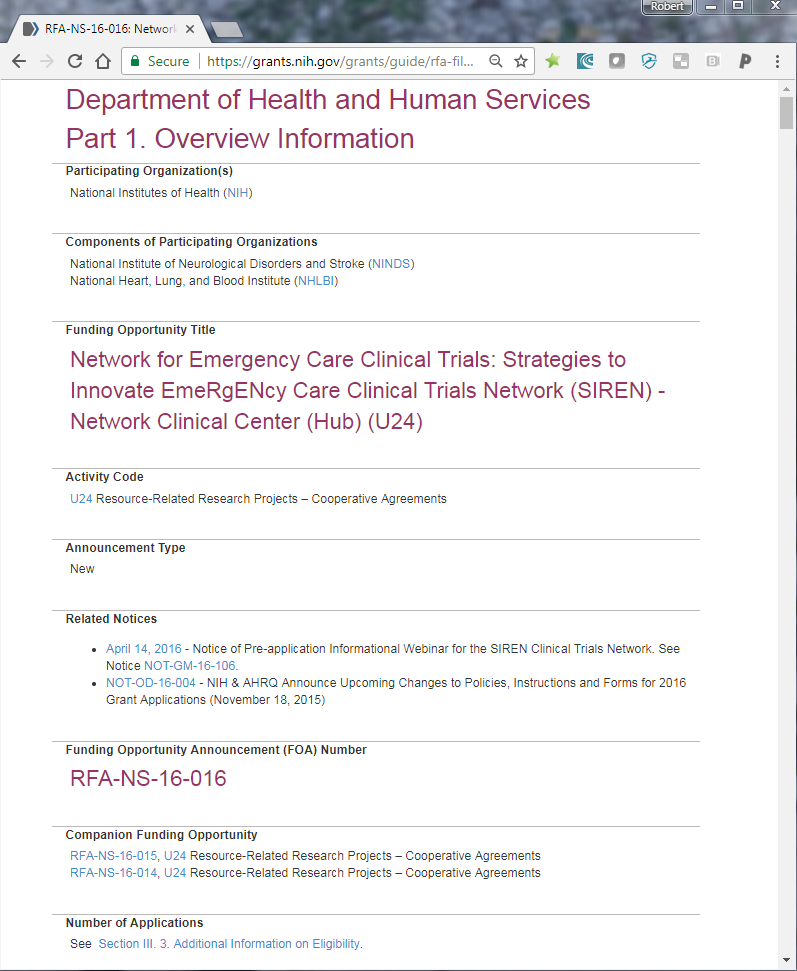 Robert
RFA-NS-16-016: Network
Secure
https://grants.nih.gov/grants/guide/rfa-fil...
Department of Health and Human Services
Part 1. Overview Information
Participating Organization(s)
National Institutes of Health (NIH)
Components of Participating Organizations
National Institute of Neurological Disorders and Stroke (NINDS)
National Heart, Lung, and Blood Institute (NHLBI)
Funding Opportunity Title
Network for Emergency Care Clinical Trials: Strategies to
Innovate EmeRgENcy Care Clinical Trials Network (SIREN) -
Network Clinical Center (Hub) (U24)
Activity Code
U24 Resource-Related Research Projects – Cooperative Agreements
Announcement Type
New
Related Notices
April 14, 2016 - Notice of Pre-application Informational Webinar for the SIREN Clinical Trials Network. See
Notice NOT-GM-16-106.
NOT-OD-16-004 - NIH & AHRQ Announce Upcoming Changes to Policies, Instructions and Forms for 2016
Grant Applications (November 18, 2015)
Funding Opportunity Announcement (FOA) Number
RFA-NS-16-016
Companion Funding Opportunity
RFA-NS-16-015, U24 Resource-Related Research Projects – Cooperative Agreements
RFA-NS-16-014, U24 Resource-Related Research Projects – Cooperative Agreements
Number of Applications
See Section III. 3. Additional Information on Eligibility.